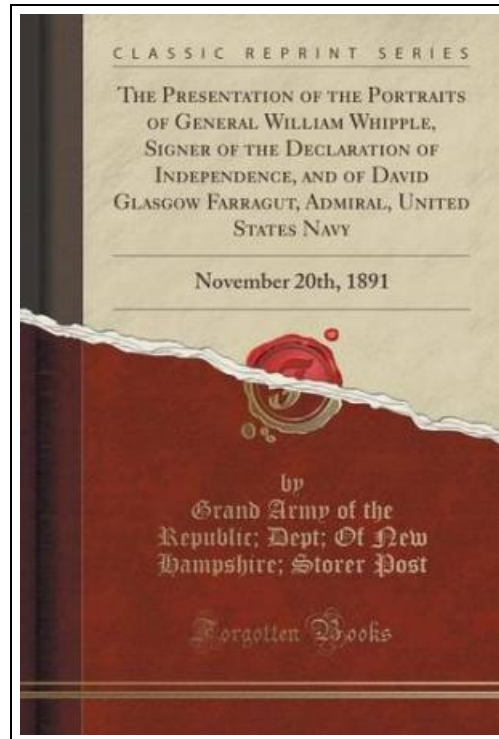 CLASSIC REPRINT SERIES
THE PRESENTATION OF THE PORTRAITS
OF GENERAL WILLIAM WHIPPLE,
SIGNER OF THE DECLARATION OF
INDEPENDENCE, AND OF DAVID
GLASGOW FARRAGUT, ADMIRAL, UNITED
STATES NAVY
November 20th, 1891
F
by
Grand Army of the
Republic; Dept; Of New
Hampshire; Storer Post
Forgotten Books